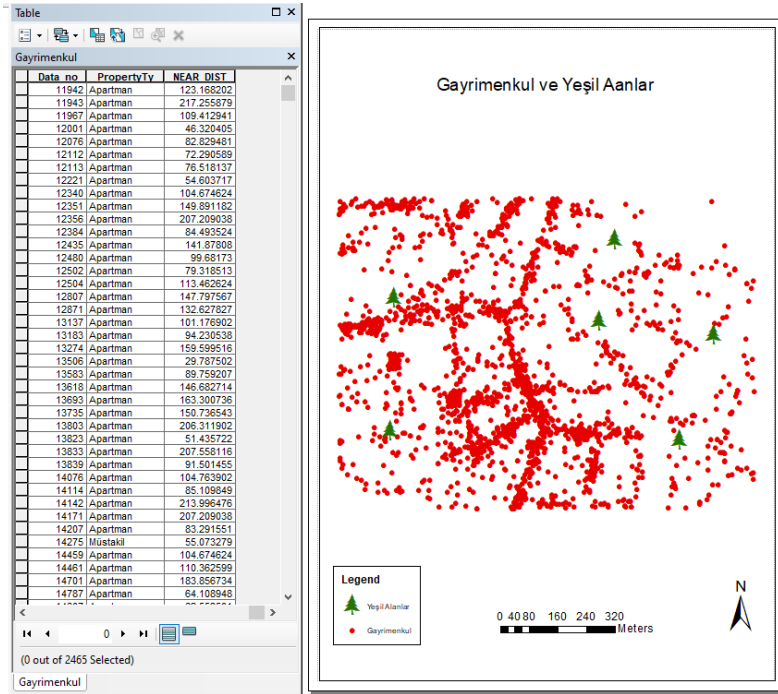 Table
Gayrimenkul
Data_no PropertyTy NEAR_DIST
11942 Apartman 123.168202
11943 Apartman 217.255879
11967 Apartman 109.412941
12001 Apartman 46.320405
12076 Apartman 82.829481
12112 Apartman 72.290589
12113 Apartman 76.518137
12221 Apartman 54.603717
12340 Apartman 104.674624
12351 Apartman 149.891182
12356 Apartman 207.209038
12384 Apartman 84.493524
12435 Apartman 141.87808
12480 Apartman 99.68173
12502 Apartman 79.318513
12504 Apartman 113.462624
12807 Apartman 147.797567
12871 Apartman 132.627827
13137 Apartman 101.176902
13183 Apartman 94.230538
13274 Apartman 159.599516
13506 Apartman 29.787502
13583 Apartman 89.759207
13618 Apartman 146.682714
13693 Apartman 163.300736
13735 Apartman 150.736543
13803 Apartman 206.311902
13823 Apartman 51.435722
13833 Apartman 207.558116
13839 Apartman 91.501455
14076 Apartman 104.763902
14114 Apartman 85.109849
14142 Apartman 213.996476
14171 Apartman 207.209038
14207 Apartman 83.291551
14275 Müstakil 55.073279
14459 Apartman 104.674624
14461 Apartman 110.362599
14701 Apartman 183.856734
14787 Apartman 64.108948
0
(0 out of 2465 Selected)
Gayrimenkul
Gayrimenkul ve Yeşil Aanlar
Legend
Yeşil Alanlar
Gayrimenkul
0 40 80 160 240 320
Meters
N